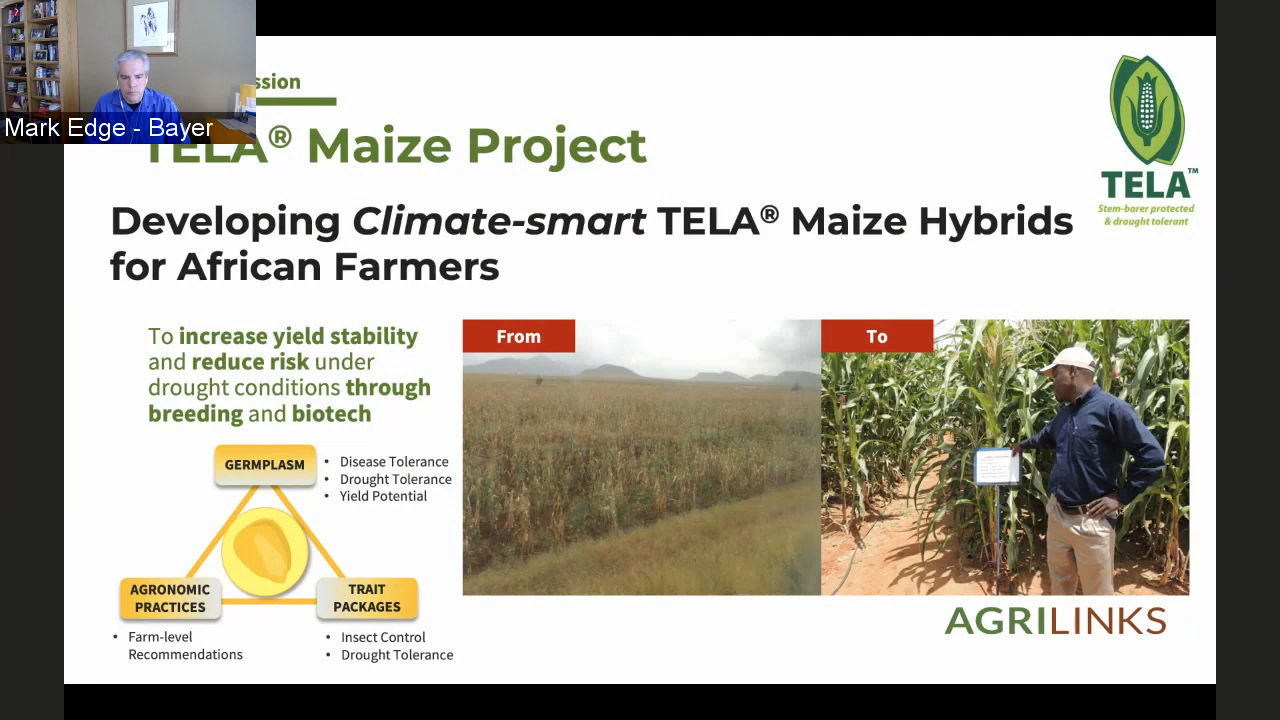 Mark Edge - Bayer
ssion
TELA® Maize Project
TELA™
Stem-borer protected
& drought tolerant
Developing Climate-smart TELA® Maize Hybrids
for African Farmers
To increase yield stability
and reduce risk under
drought conditions through
breeding and biotech
From
To
GERMPLASM
• Disease Tolerance
• Drought Tolerance
• Yield Potential
AGRONOMIC
PRACTICES
• Farm-level
Recommendations
TRAIT
PACKAGES
• Insect Control
• Drought Tolerance
AGRILINKS